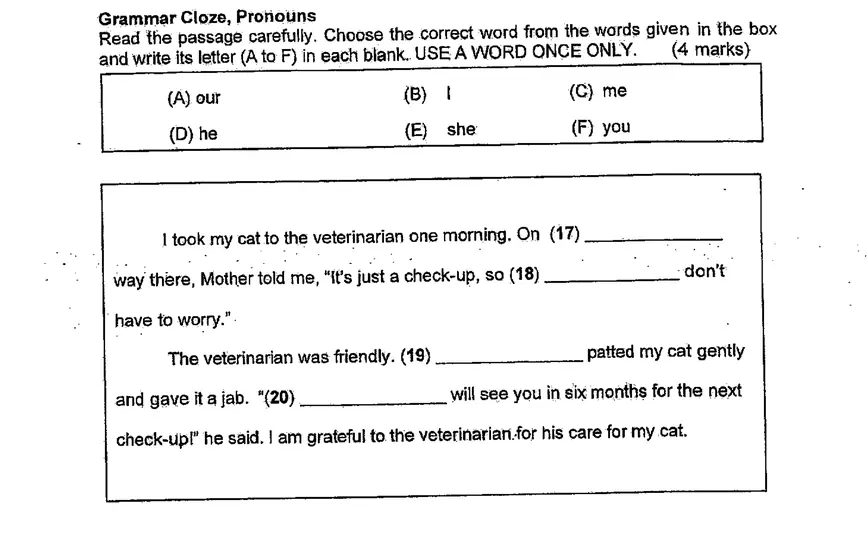 Grammar Cloze, Pronouns
Read the passage carefully. Choose the correct word from the words given in the box
and write its letter (A to F) in each blank. USE A WORD ONCE ONLY. (4 marks)
(A) our (B) I (C) me
(D) he (E) she (F) you
I took my cat to the veterinarian one morning. On (17) _______________
way there, Mother told me, "It's just a check-up, so (18) _______________ don't
have to worry."
The veterinarian was friendly. (19) _______________ patted my cat gently
and gave it a jab. "(20) _______________ will see you in six months for the next
check-up!" he said. I am grateful to the veterinarian for his care for my cat.